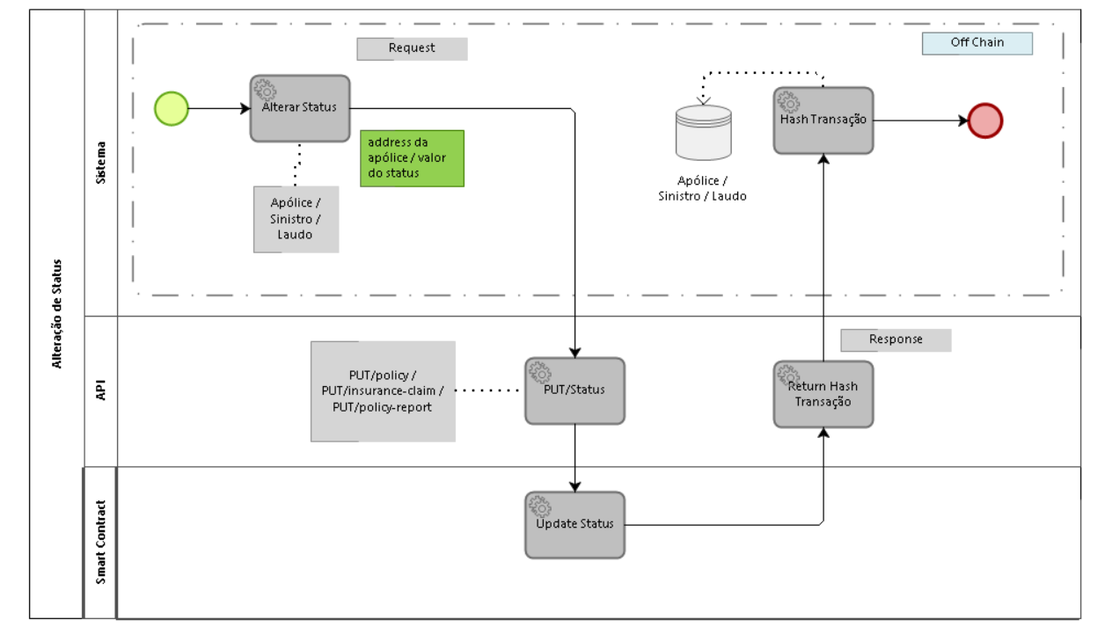 Alteração de Status
Sistema
Request
Off Chain
Alterar Status
address da
apólice / valor
do status
Apólice /
Sinistro /
Laudo
Hash Transação
Apólice /
Sinistro / Laudo
API
Response
PUT/policy /
PUT/insurance-claim /
PUT/policy-report
PUT/Status
Return Hash
Transação
Smart Contract
Update Status